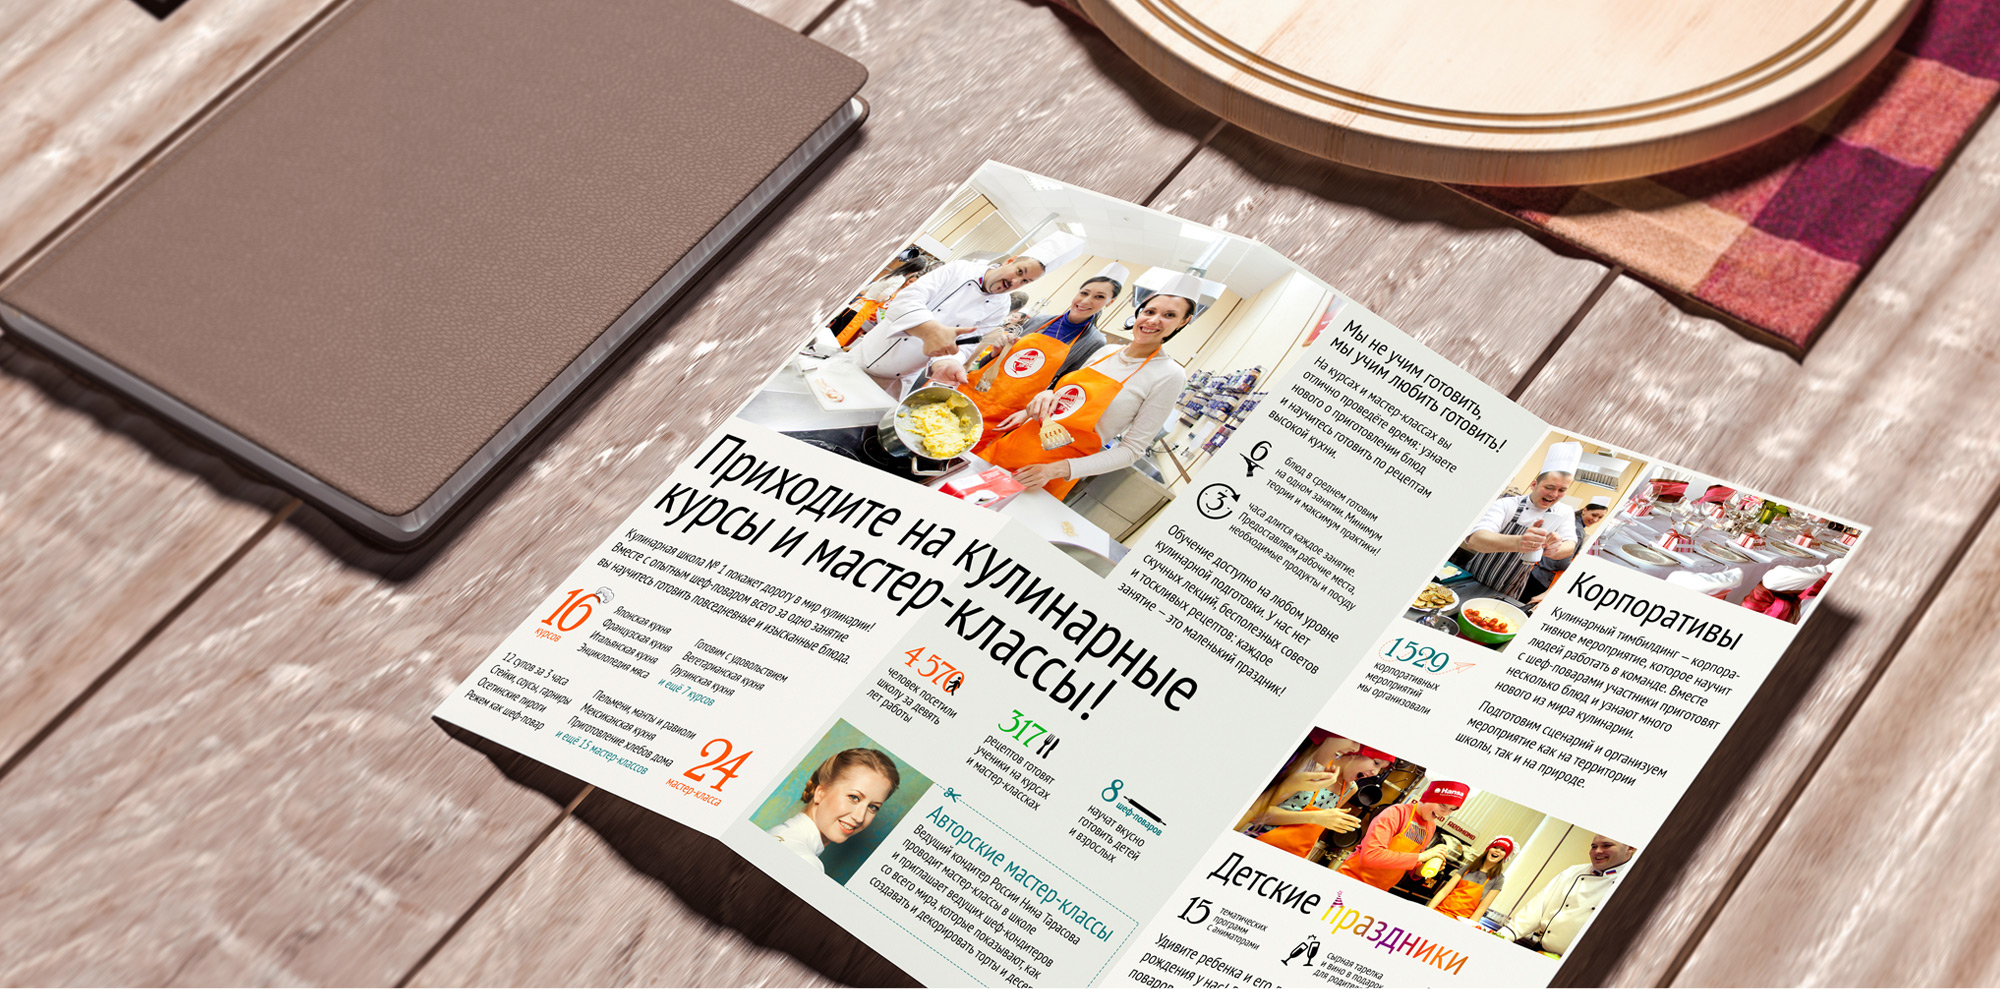 Приходите на кулинарные
курсы и мастер-классы!
Кулинарная школа № 1 покажет дорогу в мир кулинарии!
Вместе с опытным шеф-поваром всего за одно занятие
вы научитесь готовить повседневные и изысканные блюда.
16
курсов
Японская кухня
Французская кухня
Итальянская кухня
Энциклопедия мяса
Готовим с удовольствием
Вегетарианская кухня
Грузинская кухня
и ещё 7 курсов
12 супов за 3 часа
Стейки, соусы, гарниры
Осетинские пироги
Режем как шеф-повар
Пельмени, манты и равиоли
Мексиканская кухня
Приготовление хлебов дома
и ещё 15 мастер-классов
24
мастер-класса
Мы не учим готовить,
мы учим любить готовить!
На курсах и мастер-классах вы
отлично проведёте время: узнаете
нового о приготовлении блюд
и научитесь готовить по рецептам
высокой кухни.
6
блюд в среднем готовим
на одном занятии. Минимум
теории и максимум практики!
3
часа длится каждое занятие.
Предоставляем рабочие места,
необходимые продукты и посуду
Обучение доступно на любом уровне
кулинарной подготовки. У нас нет
скучных лекций, бесполезных советов
и тоскливых рецептов: каждое
занятие – это маленький праздник!
4 570
человек посетили
школу за девять
лет работы
317
рецептов готовят
ученики на курсах
и мастер-классках
8
шеф-поваров
научат вкусно
готовить детей
и взрослых
Авторские мастер-классы
Ведущий кондитер России Нина Тарасова
проводит мастер-классы в школе
и приглашает ведущих шеф-кондитеров
со всего мира, которые показывают, как
создавать и декорировать торты и
Корпоративы
1529
корпоративных
мероприятий
мы организовали
Кулинарный тимбилдинг – корпора-
тивное мероприятие, которое научит
людей работать в команде. Вместе
с шеф-поварами участники приготовят
несколько блюд и узнают много
нового из мира кулинарии.
Подготовим сценарий и организуем
мероприятие как на территории
школы, так и на природе.
Hansa
REDMOND
Детские праздники
15
тематических
программ
с аниматорами
Сырная тарелка
и вино в подарок
для
Удивите ребенка и его
рождения у нас!